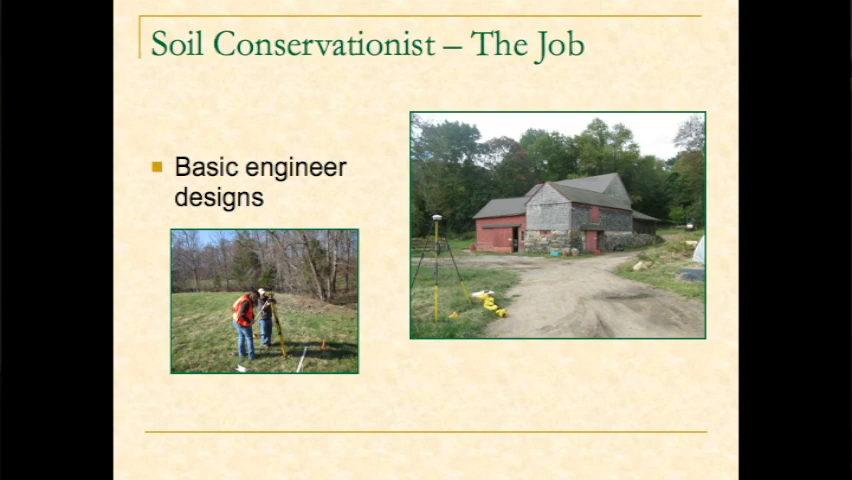 Soil Conservationist – The Job
Basic engineer
designs